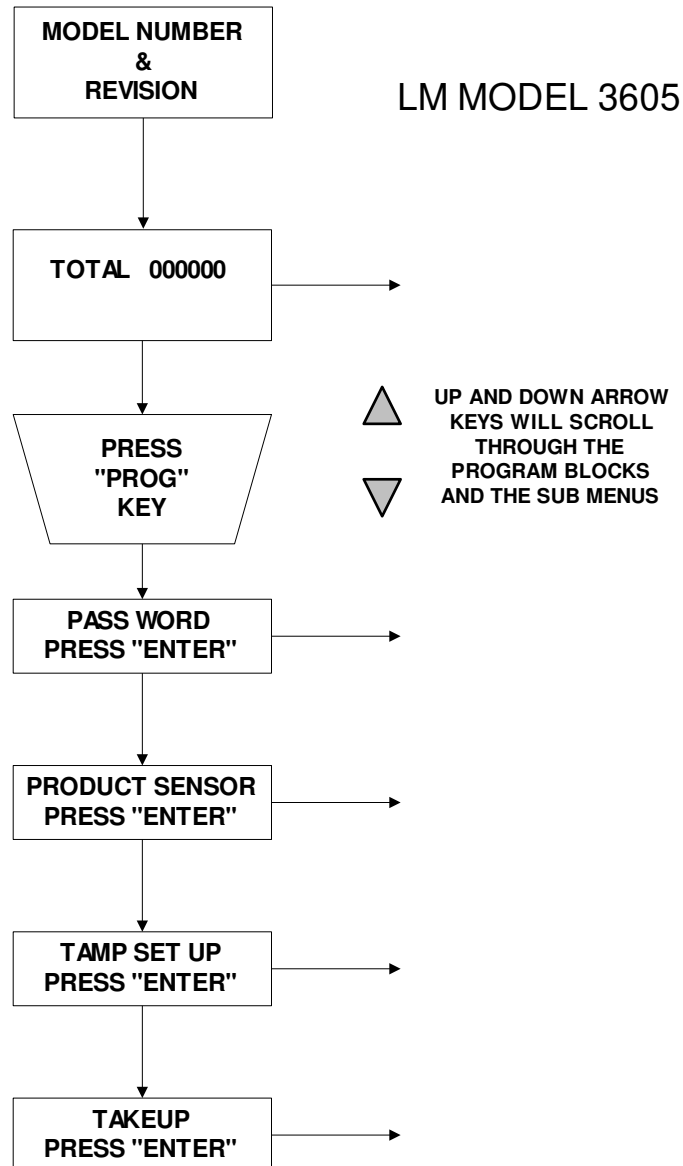 MODEL NUMBER
&
REVISION
LM MODEL 3605
TOTAL 000000
PRESS
"PROG"
KEY
UP AND DOWN ARROW
KEYS WILL SCROLL
THROUGH THE
PROGRAM BLOCKS
AND THE SUB MENUS
PASS WORD
PRESS "ENTER"
PRODUCT SENSOR
PRESS "ENTER"
TAMP SET UP
PRESS "ENTER"
TAKEUP
PRESS "ENTER"